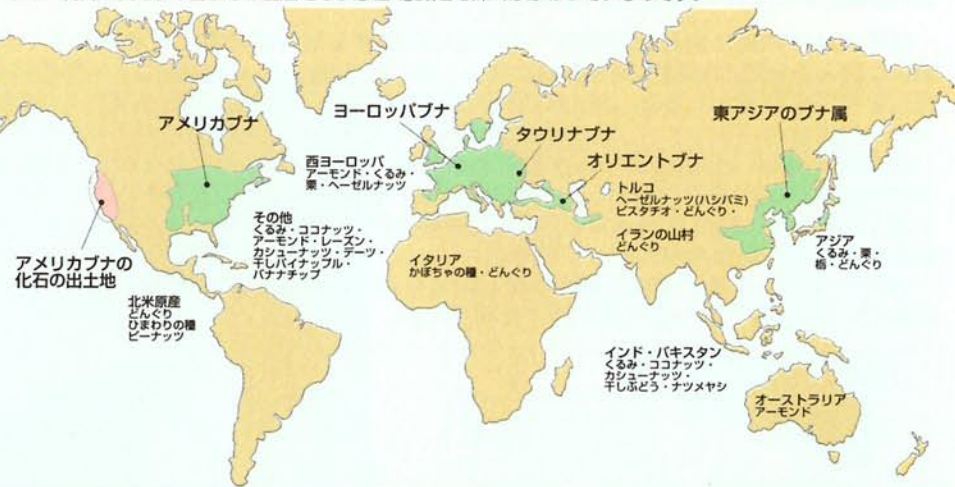 アメリカブナ
ヨーロッパブナ
タウリナブナ
オリエントブナ
東アジアのブナ属
西ヨーロッパ
アーモンド・くるみ・
栗・ヘーゼルナッツ
トルコ
ヘーゼルナッツ(ハシバミ)
ピスタチオ・どんぐり・
イランの山村
どんぐり
アジア
くるみ・栗・
栃・どんぐり
その他
くるみ・ココナッツ・
アーモンド・レーズン・
カシューナッツ・デーツ・
干しパイナップル・
バナナチップ
イタリア
かぼちゃの種・どんぐり
アメリカブナの
化石の出土地
北米原産
どんぐり
ひまわりの種
ピーナッツ
インド・パキスタン
くるみ・ココナッツ・
カシューナッツ・
干しぶどう・ナツメヤシ
オーストラリア
アーモンド